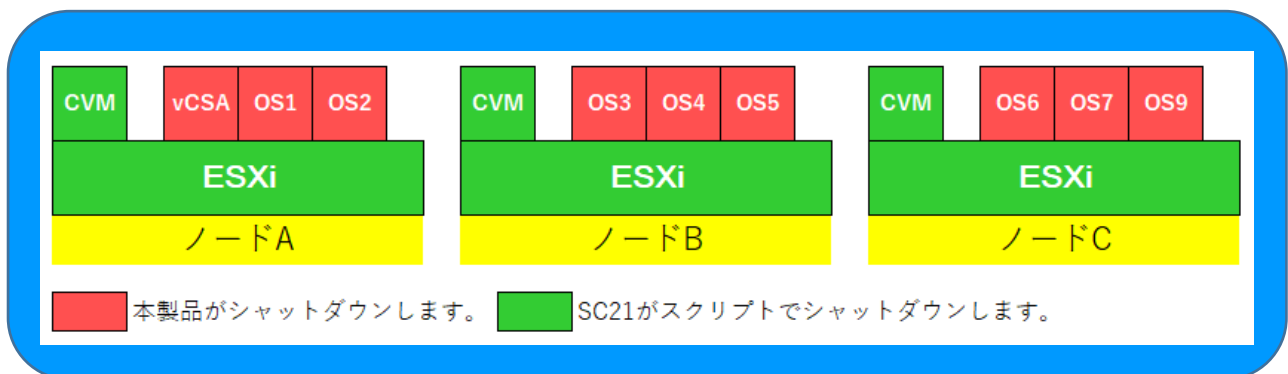 CVM vCSA OS1 OS2 CVM OS3 OS4 OS5 CVM OS6 OS7 OS9
ESXi ESXi ESXi
ノードA ノードB ノードC
本製品がシャットダウンします。 SC21がスクリプトでシャットダウンします。